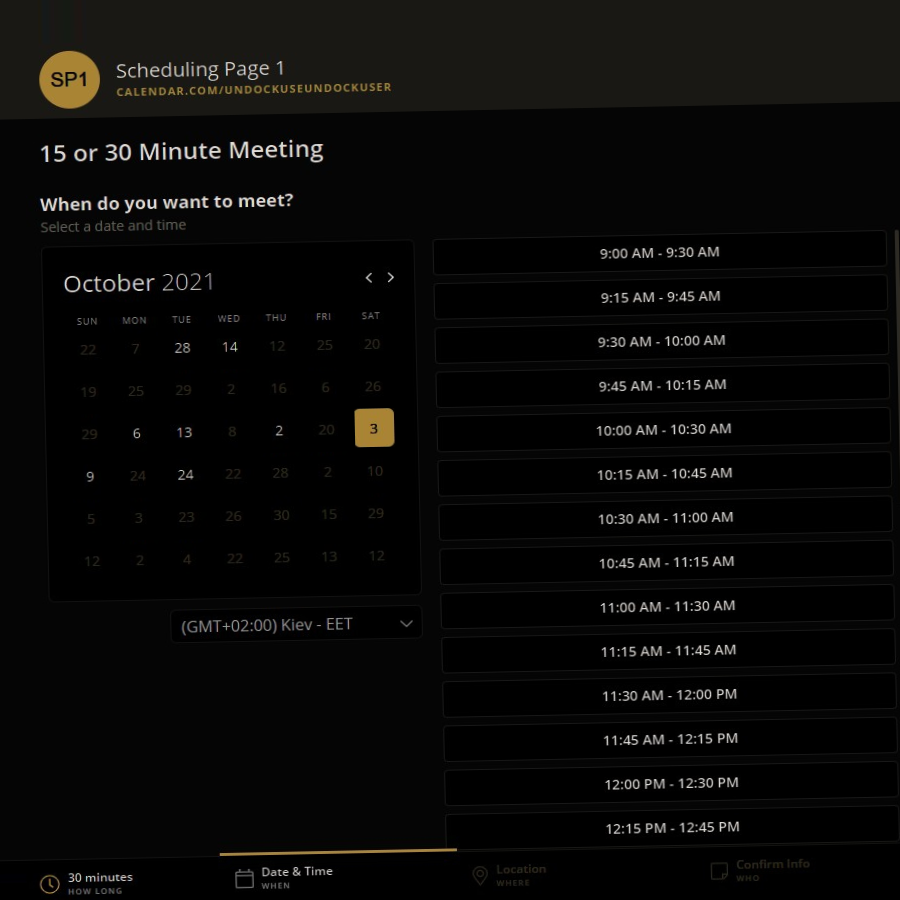 SP1
Scheduling Page 1
CALENDAR.COM/UNDOCKUSEUNDOCKUSER
15 or 30 Minute Meeting
When do you want to meet?
Select a date and time
October 2021
SUN MON TUE WED THU FRI SAT
22 7 28 14 12 25 20
19 25 29 2 16 6 26
29 6 13 8 2 20 3
9 24 24 22 28 2 10
5 3 23 26 30 15 29
12 2 4 22 25 13 12
(GMT+02:00) Kiev - EET
9:00 AM - 9:30 AM
9:15 AM - 9:45 AM
9:30 AM - 10:00 AM
9:45 AM - 10:15 AM
10:00 AM - 10:30 AM
10:15 AM - 10:45 AM
10:30 AM - 11:00 AM
10:45 AM - 11:15 AM
11:00 AM - 11:30 AM
11:15 AM - 11:45 AM
11:30 AM - 12:00 PM
11:45 AM - 12:15 PM
12:00 PM - 12:30 PM
12:15 PM - 12:45 PM
30 minutes
HOW LONG
Date & Time
WHEN
Location
WHERE
Confirm Info
WHO